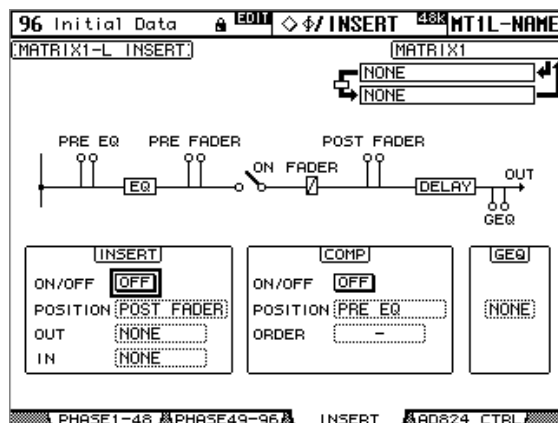 96 Initial Data EDIT ◇ Φ/INSERT 48K MT1L-NAME
MATRIX1-L INSERT MATRIX1
NONE
NONE
PRE EQ PRE FADER POST FADER
ON FADER OUT
EQ DELAY
GEQ
INSERT COMP GEQ
ON/OFF OFF ON/OFF OFF
POSITION POST FADER POSITION PRE EQ NONE
OUT NONE ORDER -
IN NONE
PHASE1-48 PHASE49-96 INSERT AD824 CTRL